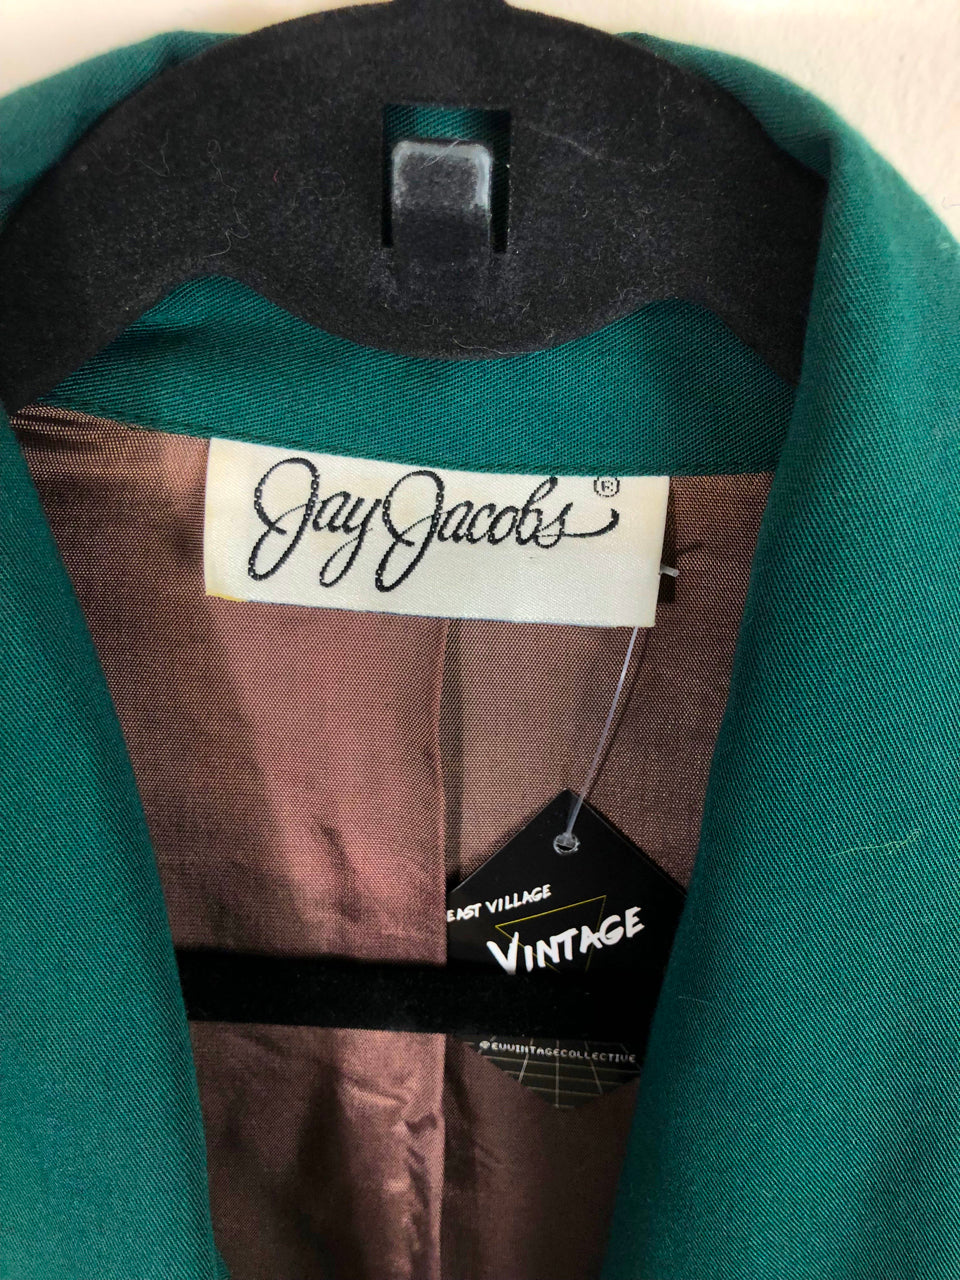 Jay Jacobs ®
EAST VILLAGE
VINTAGE
@EVVINTAGECOLLECTIVE